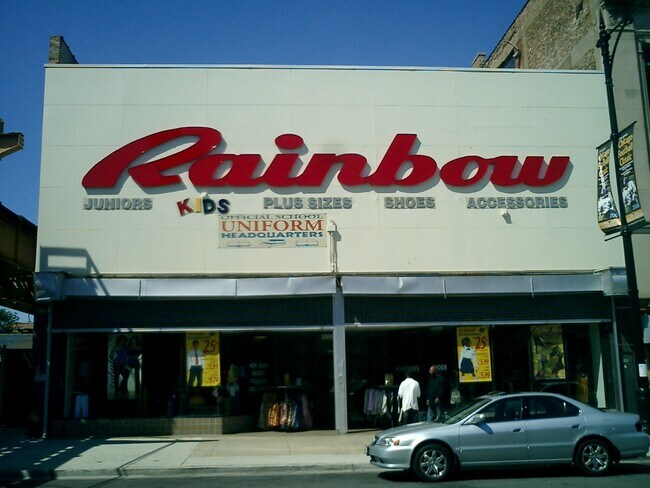 Rainbow
JUNIORS KIDS PLUS SIZES SHOES ACCESSORIES
OFFICIAL SCHOOL
UNIFORM
HEADQUARTERS